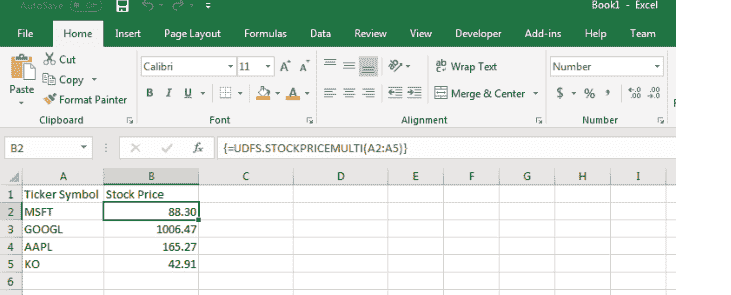 AutoSave Off Book1 - Excel
File Home Insert Page Layout Formulas Data Review View Developer Add-ins Help Team
Cut Calibri 11 A A Wrap Text Number
Paste Copy
Format Painter B I U A Merge & Center $ % , .00 .0
Clipboard Font Alignment Number
B2 fx {=UDFS.STOCKPRICEMULTI(A2:A5)}
A B C D E F G H I
1 Ticker Symbol Stock Price
2 MSFT 88.30
3 GOOGL 1006.47
4 AAPL 165.27
5 KO 42.91
6